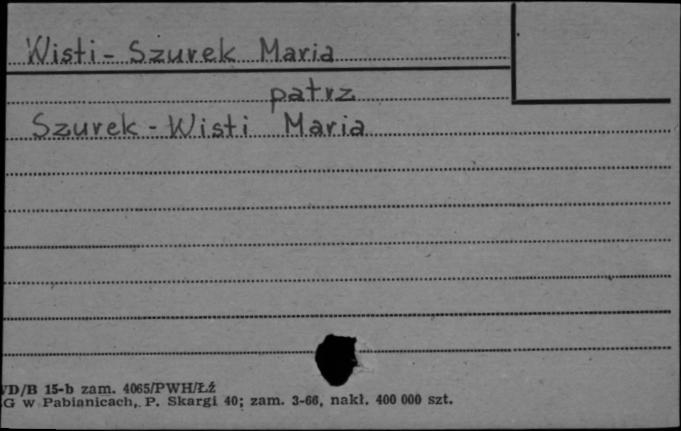 Wisti-Szurek Maria
patrz
Szurek-Wisti Maria
VD/B 15-b zam. 4065/PWH/ŁŹ
G w Pabianicach, P. Skargi 40; zam. 3-66, nakł. 400 000 szt.